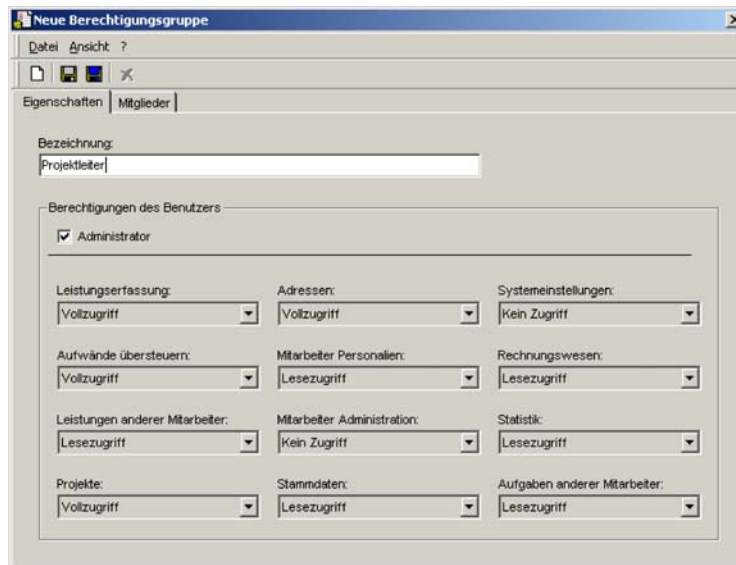 Neue Berechtigungsgruppe
Datei Ansicht ?
Eigenschaften Mitglieder
Bezeichnung:
Projektleiter
Berechtigungen des Benutzers
Administrator
Leistungserfassung: Adressen: Systemeinstellungen:
Vollzugriff Vollzugriff Kein Zugriff
Aufwände übersteuern: Mitarbeiter Personalien: Rechnungswesen:
Vollzugriff Lesezugriff Lesezugriff
Leistungen anderer Mitarbeiter: Mitarbeiter Administration: Statistik:
Lesezugriff Kein Zugriff Lesezugriff
Projekte: Stammdaten: Aufgaben anderer Mitarbeiter:
Vollzugriff Lesezugriff Lesezugriff